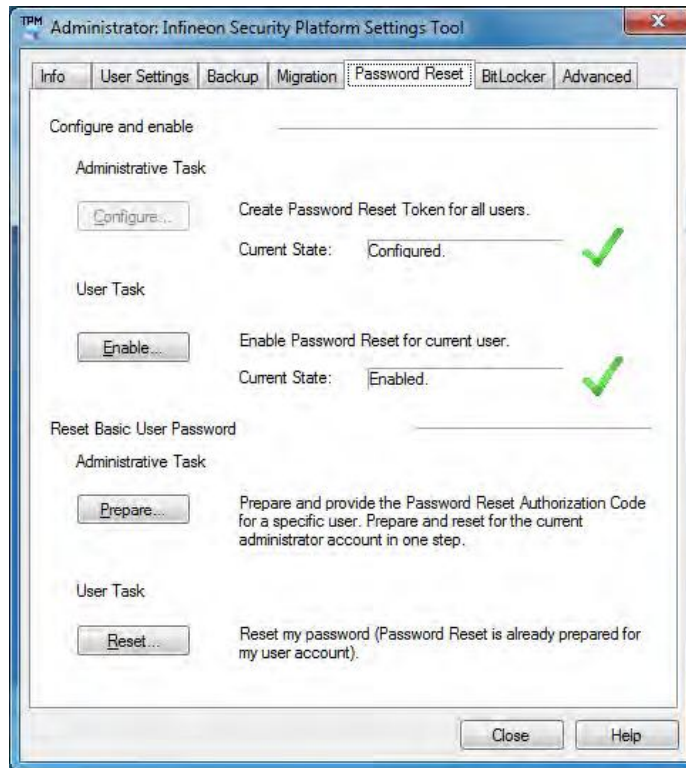 TPM Administrator: Infineon Security Platform Settings Tool
Info User Settings Backup Migration Password Reset BitLocker Advanced
Configure and enable
Administrative Task
Configure...
Create Password Reset Token for all users.
Current State: Configured.
User Task
Enable...
Enable Password Reset for current user.
Current State: Enabled.
Reset Basic User Password
Administrative Task
Prepare...
Prepare and provide the Password Reset Authorization Code
for a specific user. Prepare and reset for the current
administrator account in one step.
User Task
Reset...
Reset my password (Password Reset is already prepared for
my user account).
Close Help